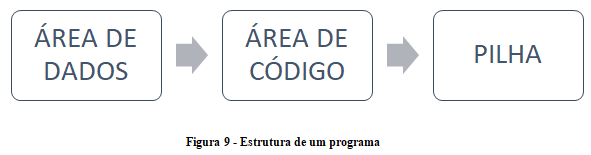 ÁREA DE
DADOS
ÁREA DE
CÓDIGO
PILHA
Figura 9 - Estrutura de um programa